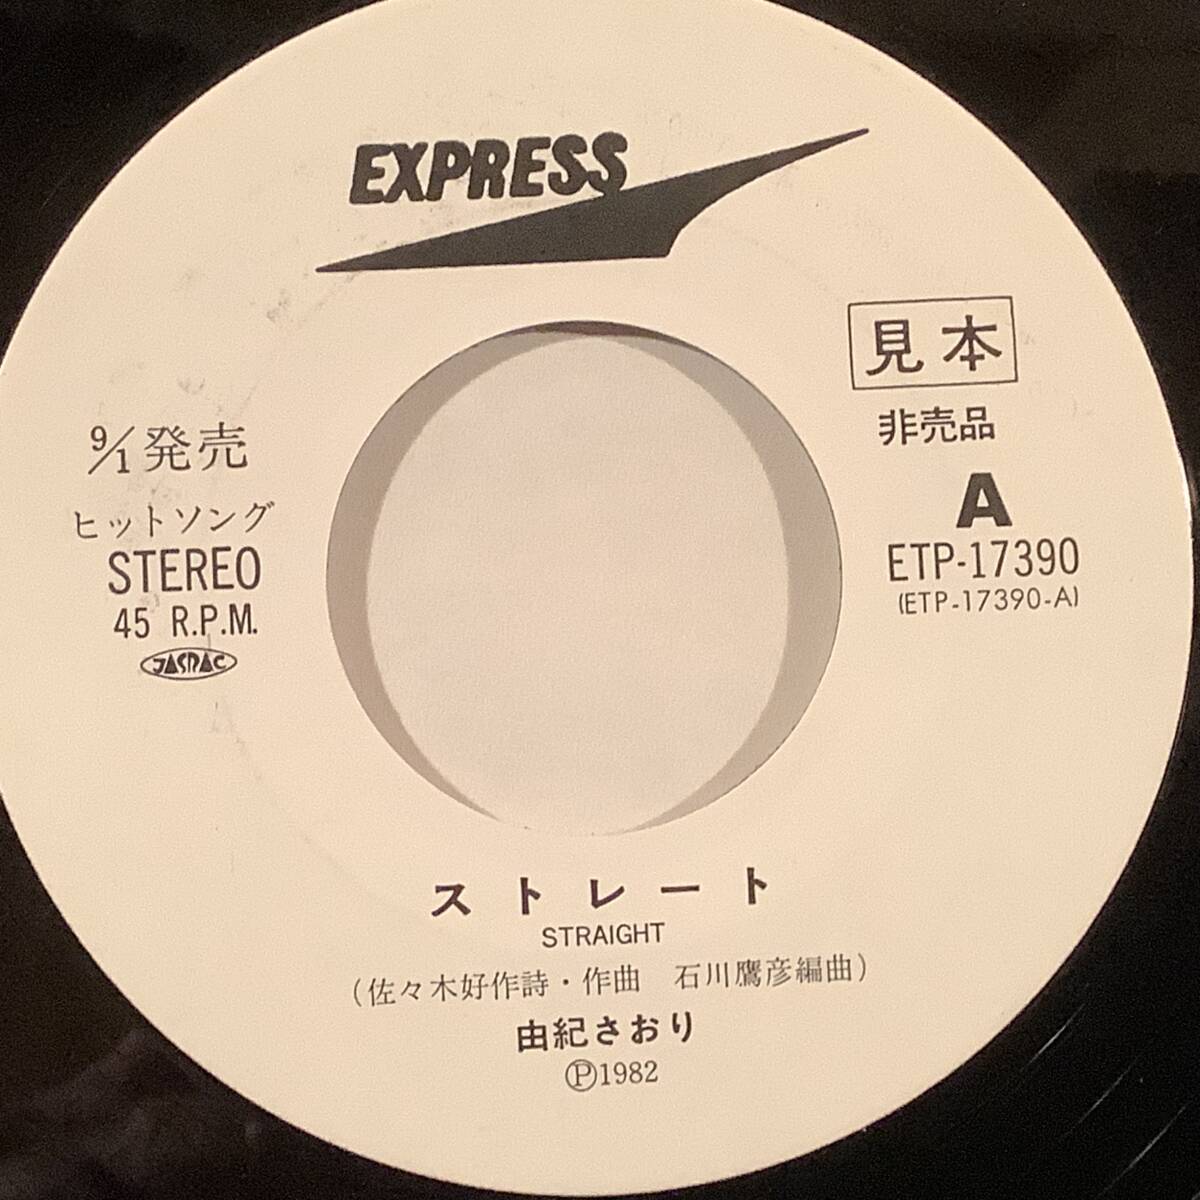 EXPRESS
見本
非売品
A
ETP-17390
(ETP-17390-A)
9/1発売
ヒットソング
STEREO
45 R.P.M.
JASRAC
ストレート
STRAIGHT
(佐々木好作詩・作曲 石川鷹彦編曲)
由紀さおり
Ⓟ1982